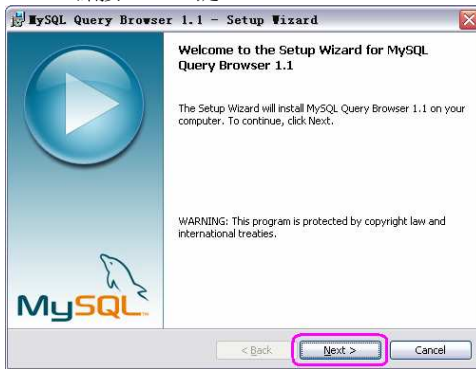 MySQL Query Browser 1.1 - Setup Wizard
Welcome to the Setup Wizard for MySQL
Query Browser 1.1
The Setup Wizard will install MySQL Query Browser 1.1 on your
computer. To continue, click Next.
WARNING: This program is protected by copyright law and
international treaties.
MySQL
< Back
Next >
Cancel